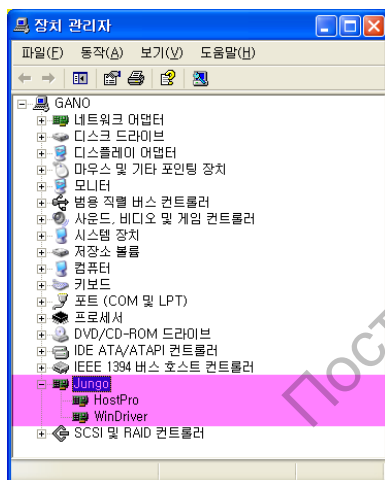 장치 관리자
파일(F) 동작(A) 보기(V) 도움말(H)
GANO
네트워크 어댑터
디스크 드라이브
디스플레이 어댑터
마우스 및 기타 포인팅 장치
모니터
범용 직렬 버스 컨트롤러
사운드, 비디오 및 게임 컨트롤러
시스템 장치
저장소 볼륨
컴퓨터
키보드
포트 (COM 및 LPT)
프로세서
DVD/CD-ROM 드라이브
IDE ATA/ATAPI 컨트롤러
IEEE 1394 버스 호스트 컨트롤러
Jungo
HostPro
WinDriver
SCSI 및 RAID 컨트롤러
Пост